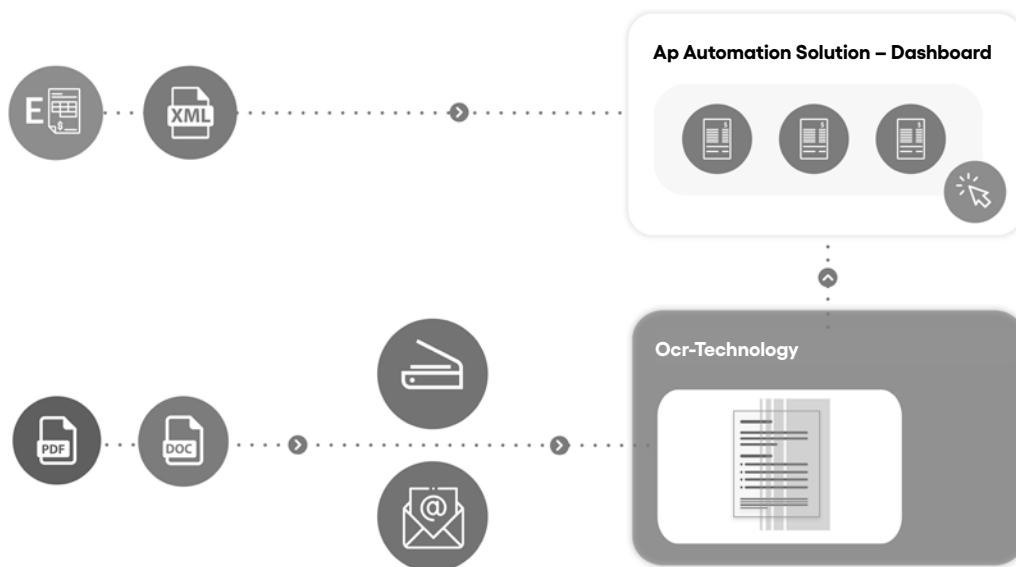 Ap Automation Solution – Dashboard
E
$
XML
$
$
$
Ocr-Technology
PDF
DOC
@